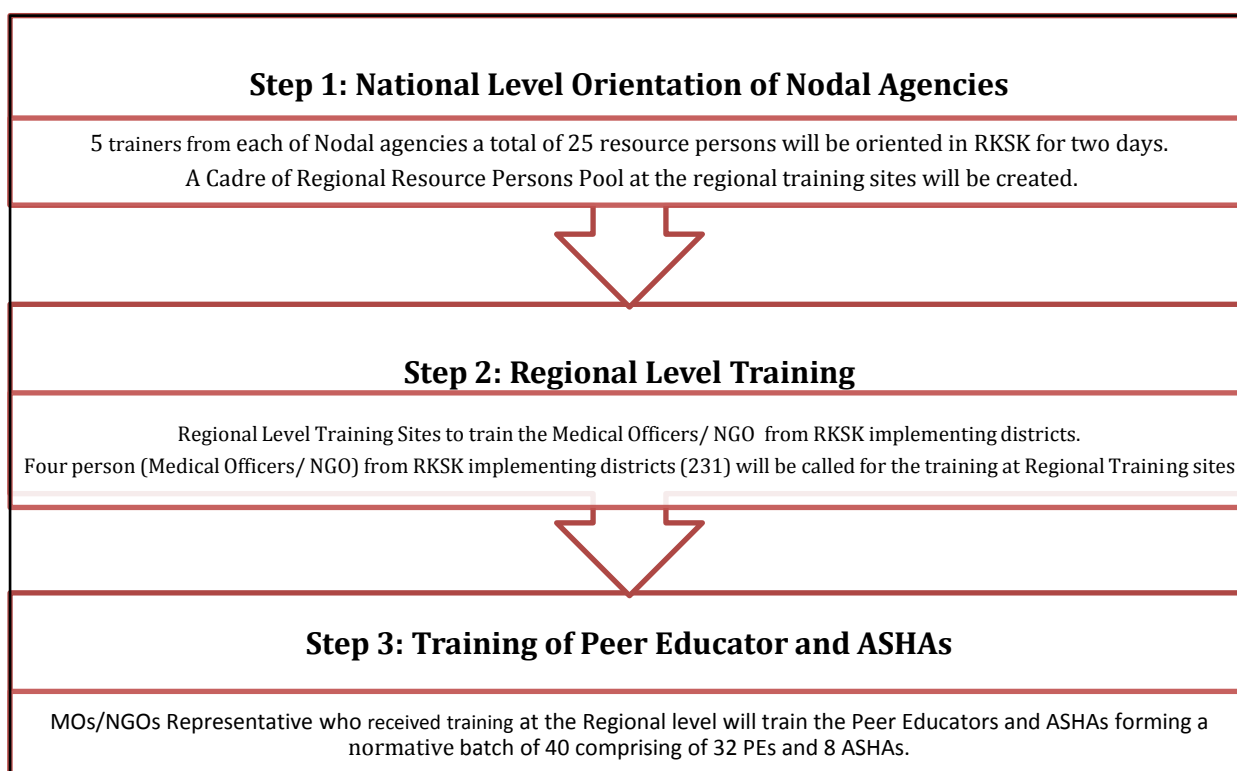 Step 1: National Level Orientation of Nodal Agencies
5 trainers from each of Nodal agencies a total of 25 resource persons will be oriented in RKSK for two days.
A Cadre of Regional Resource Persons Pool at the regional training sites will be created.
Step 2: Regional Level Training
Regional Level Training Sites to train the Medical Officers/ NGO from RKSK implementing districts.
Four person (Medical Officers/ NGO) from RKSK implementing districts (231) will be called for the training at Regional Training sites
Step 3: Training of Peer Educator and ASHAs
MOs/NGOs Representative who received training at the Regional level will train the Peer Educators and ASHAs forming a
normative batch of 40 comprising of 32 PEs and 8 ASHAs.